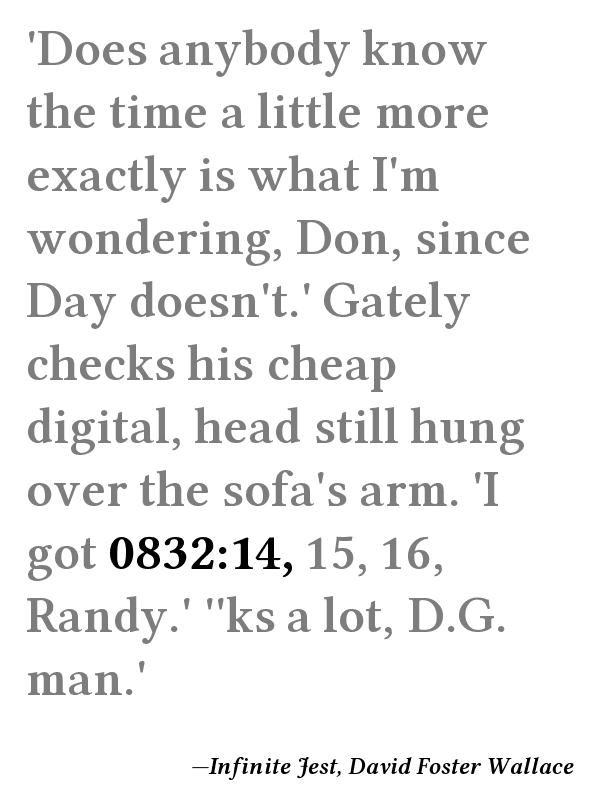 'Does anybody know
the time a little more
exactly is what I'm
wondering, Don, since
Day doesn't.' Gately
checks his cheap
digital, head still hung
over the sofa's arm. 'I
got 0832:14, 15, 16,
Randy.' ''ks a lot, D.G.
man.'
—Infinite Jest, David Foster Wallace